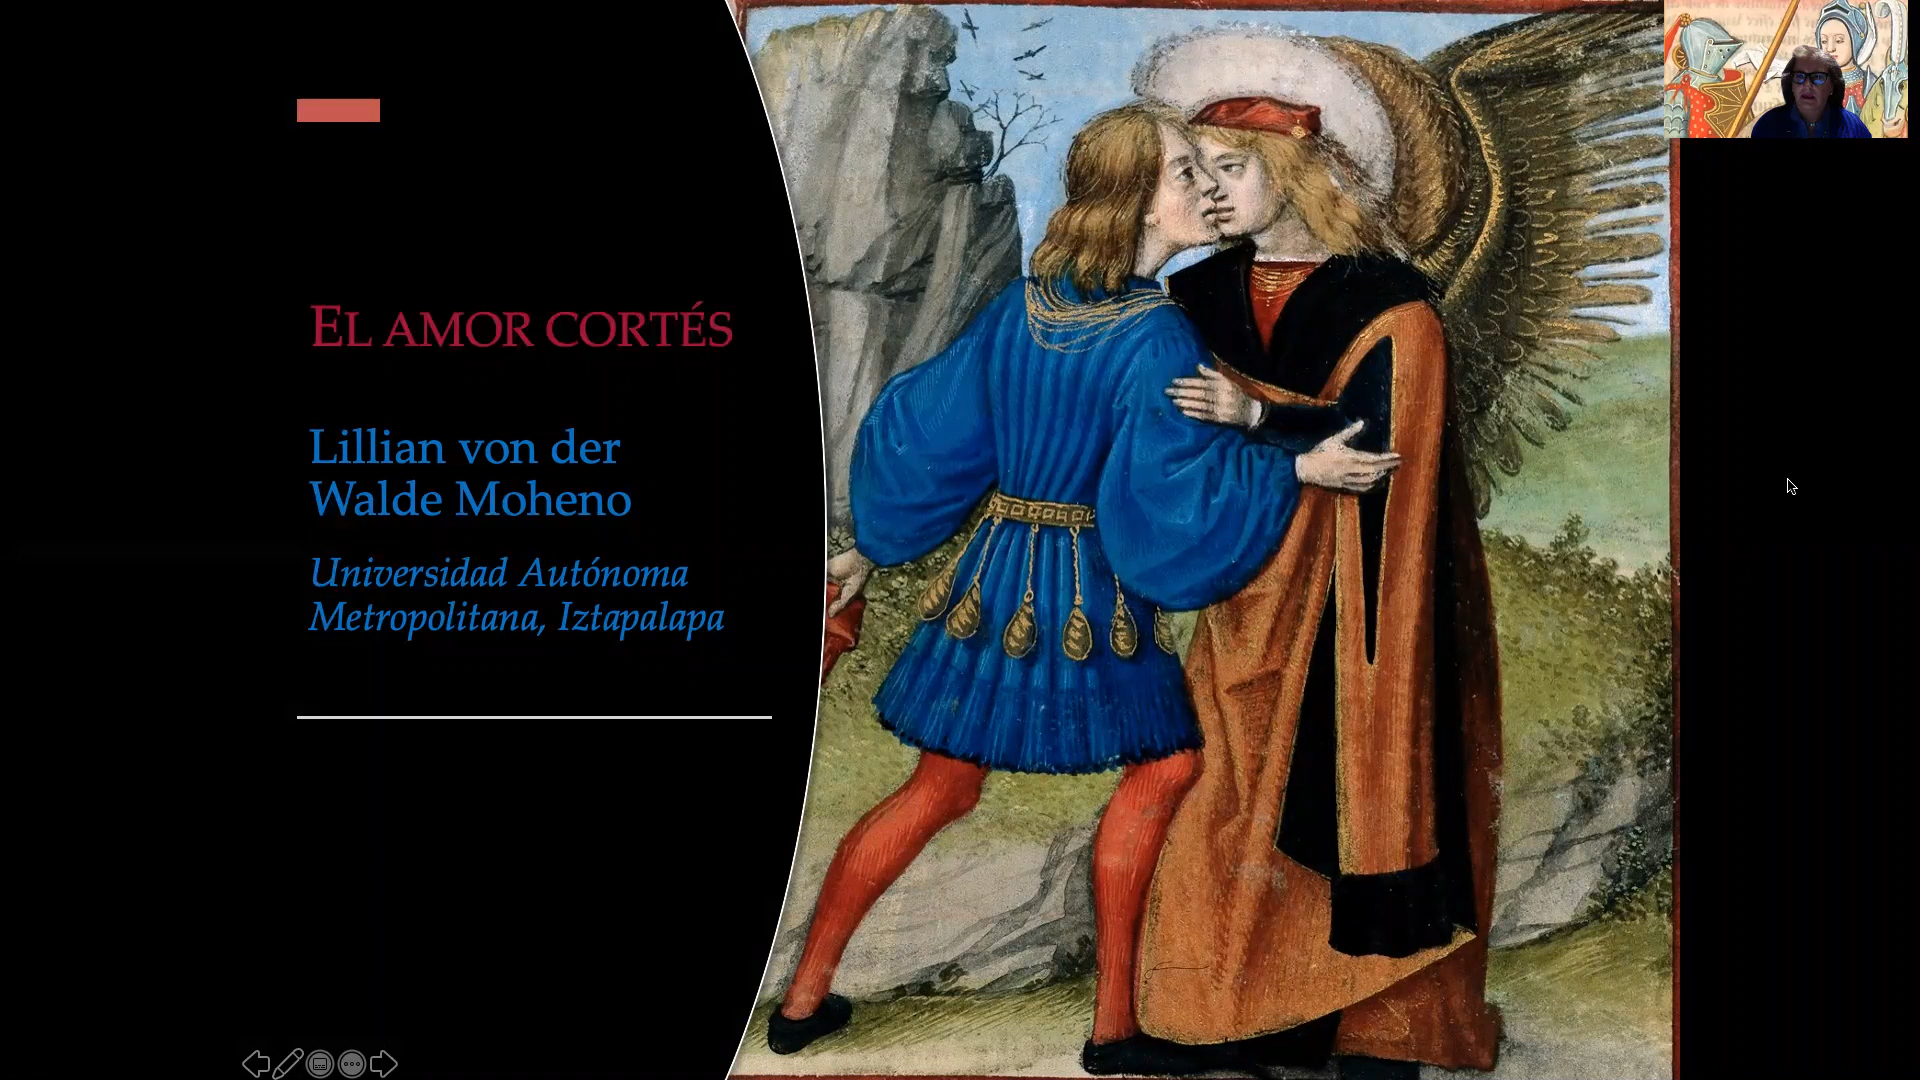 EL AMOR CORTÉS
Lillian von der
Walde Moheno
Universidad Autónoma
Metropolitana, Iztapalapa